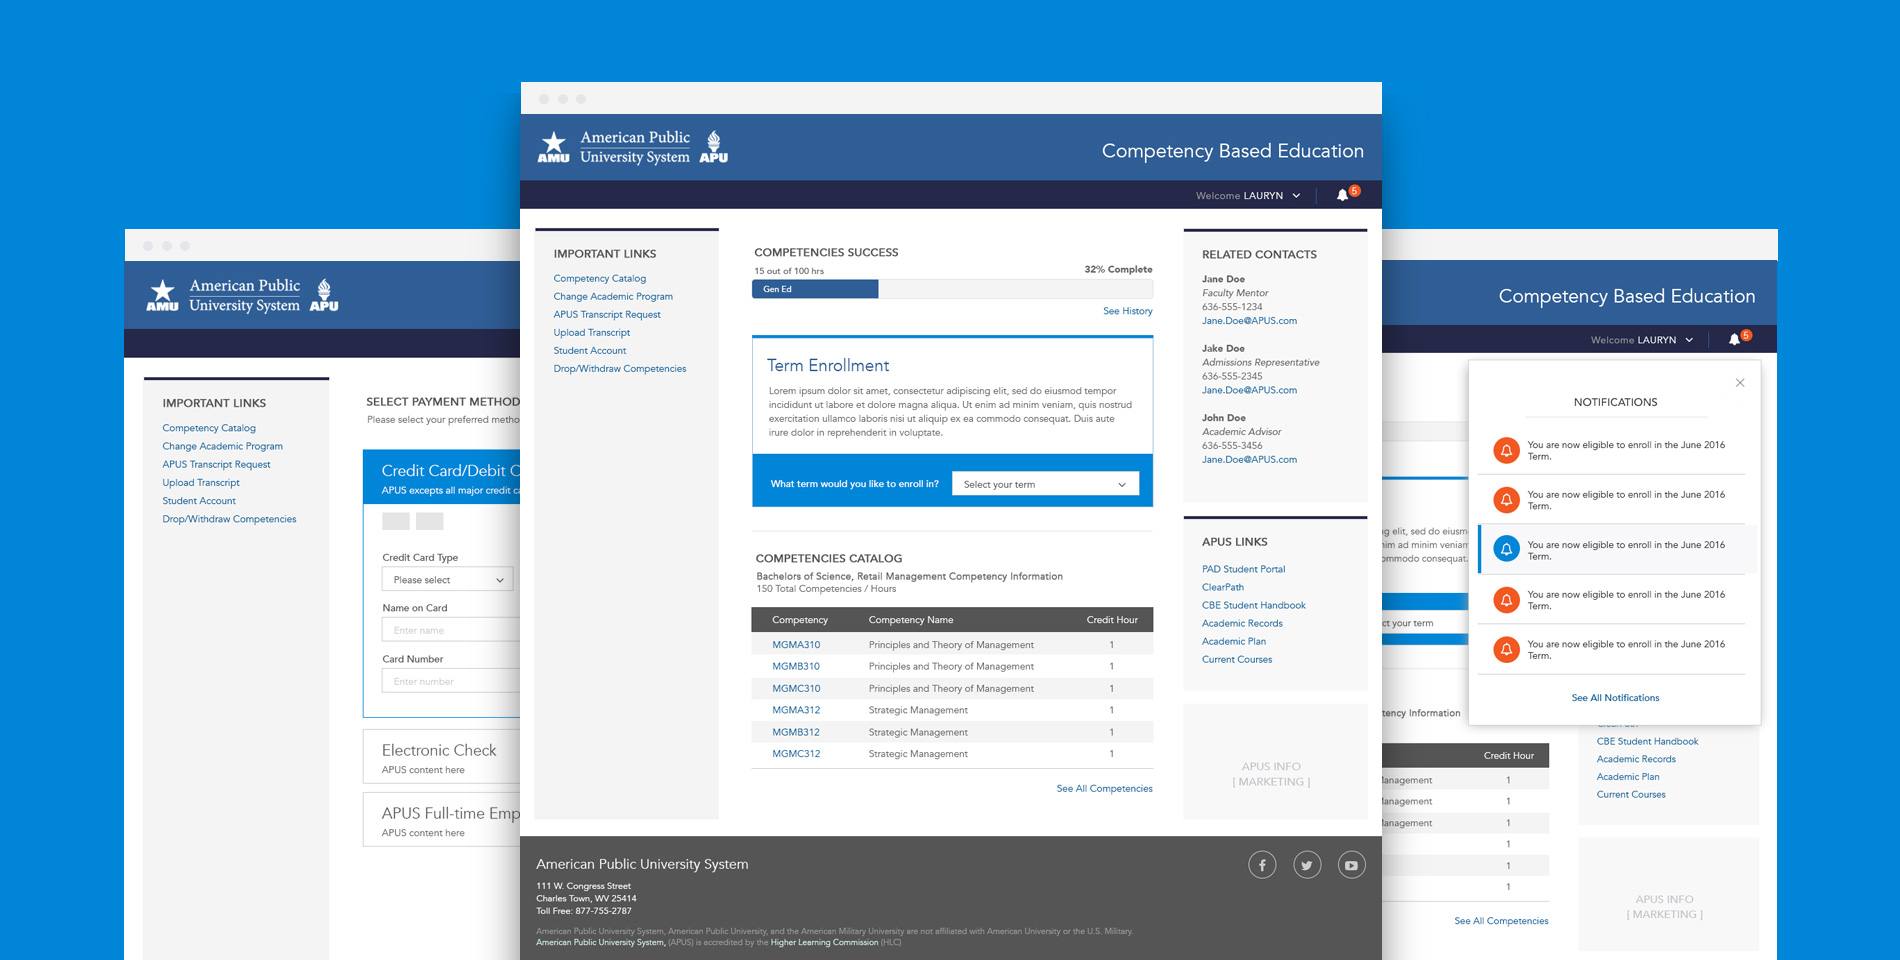 AMU
American Public
University System
APU
Competency Based Education
Welcome LAURYN
5
IMPORTANT LINKS
Competency Catalog
Change Academic Program
APUS Transcript Request
Upload Transcript
Student Account
Drop/Withdraw Competencies
COMPETENCIES SUCCESS
15 out of 100 hrs
32% Complete
Gen Ed
See History
Term Enrollment
Lorem ipsum dolor sit amet, consectetur adipiscing elit, sed do eiusmod tempor
incididunt ut labore et dolore magna aliqua. Ut enim ad minim veniam, quis nostrud
exercitation ullamco laboris nisi ut aliquip ex ea commodo consequat. Duis aute
irure dolor in reprehenderit in voluptate.
What term would you like to enroll in?
Select your term
COMPETENCIES CATALOG
Bachelors of Science, Retail Management Competency Information
150 Total Competencies / Hours
Competency Competency Name Credit Hour
MGMA310 Principles and Theory of Management 1
MGMB310 Principles and Theory of Management 1
MGMC310 Principles and Theory of Management 1
MGMA312 Strategic Management 1
MGMB312 Strategic Management 1
MGMC312 Strategic Management 1
See All Competencies
RELATED CONTACTS
Jane Doe
Faculty Mentor
636-555-1234
Jane.Doe@APUS.com
Jake Doe
Admissions Representative
636-555-2345
Jane.Doe@APUS.com
John Doe
Academic Advisor
636-555-3456
Jane.Doe@APUS.com
APUS LINKS
PAD Student Portal
ClearPath
CBE Student Handbook
Academic Records
Academic Plan
Current Courses
APUS INFO
[ MARKETING ]
American Public University System
111 W. Congress Street
Charles Town, WV 25414
Toll Free: 877-755-2787
American Public University System, American Public University, and the American Military University are not affiliated with American University or the U.S. Military.
American Public University System, (APUS) is accredited by the Higher Learning Commission (HLC)
AMU
American Public
University System
APU
IMPORTANT LINKS
Competency Catalog
Change Academic Program
APUS Transcript Request
Upload Transcript
Student Account
Drop/Withdraw Competencies
SELECT PAYMENT METHOD
Please select your preferred metho
Credit Card/Debit C
APUS excepts all major credit ca
Credit Card Type
Please select
Name on Card
Enter name
Card Number
Enter number
Electronic Check
APUS content here
APUS Full-time Emp
APUS content here
Competency Based Education
Welcome LAURYN
5
NOTIFICATIONS
You are now eligible to enroll in the June 2016
Term.
You are now eligible to enroll in the June 2016
Term.
You are now eligible to enroll in the June 2016
Term.
You are now eligible to enroll in the June 2016
Term.
You are now eligible to enroll in the June 2016
Term.
See All Notifications
g elit, sed do eiusm
im ad minim veniam
mmodo consequat.
ct your term
tency Information
Credit Hour
Management 1
Management 1
Management 1
1
1
1
See All Competencies
CBE Student Handbook
Academic Records
Academic Plan
Current Courses
APUS INFO
[ MARKETING ]